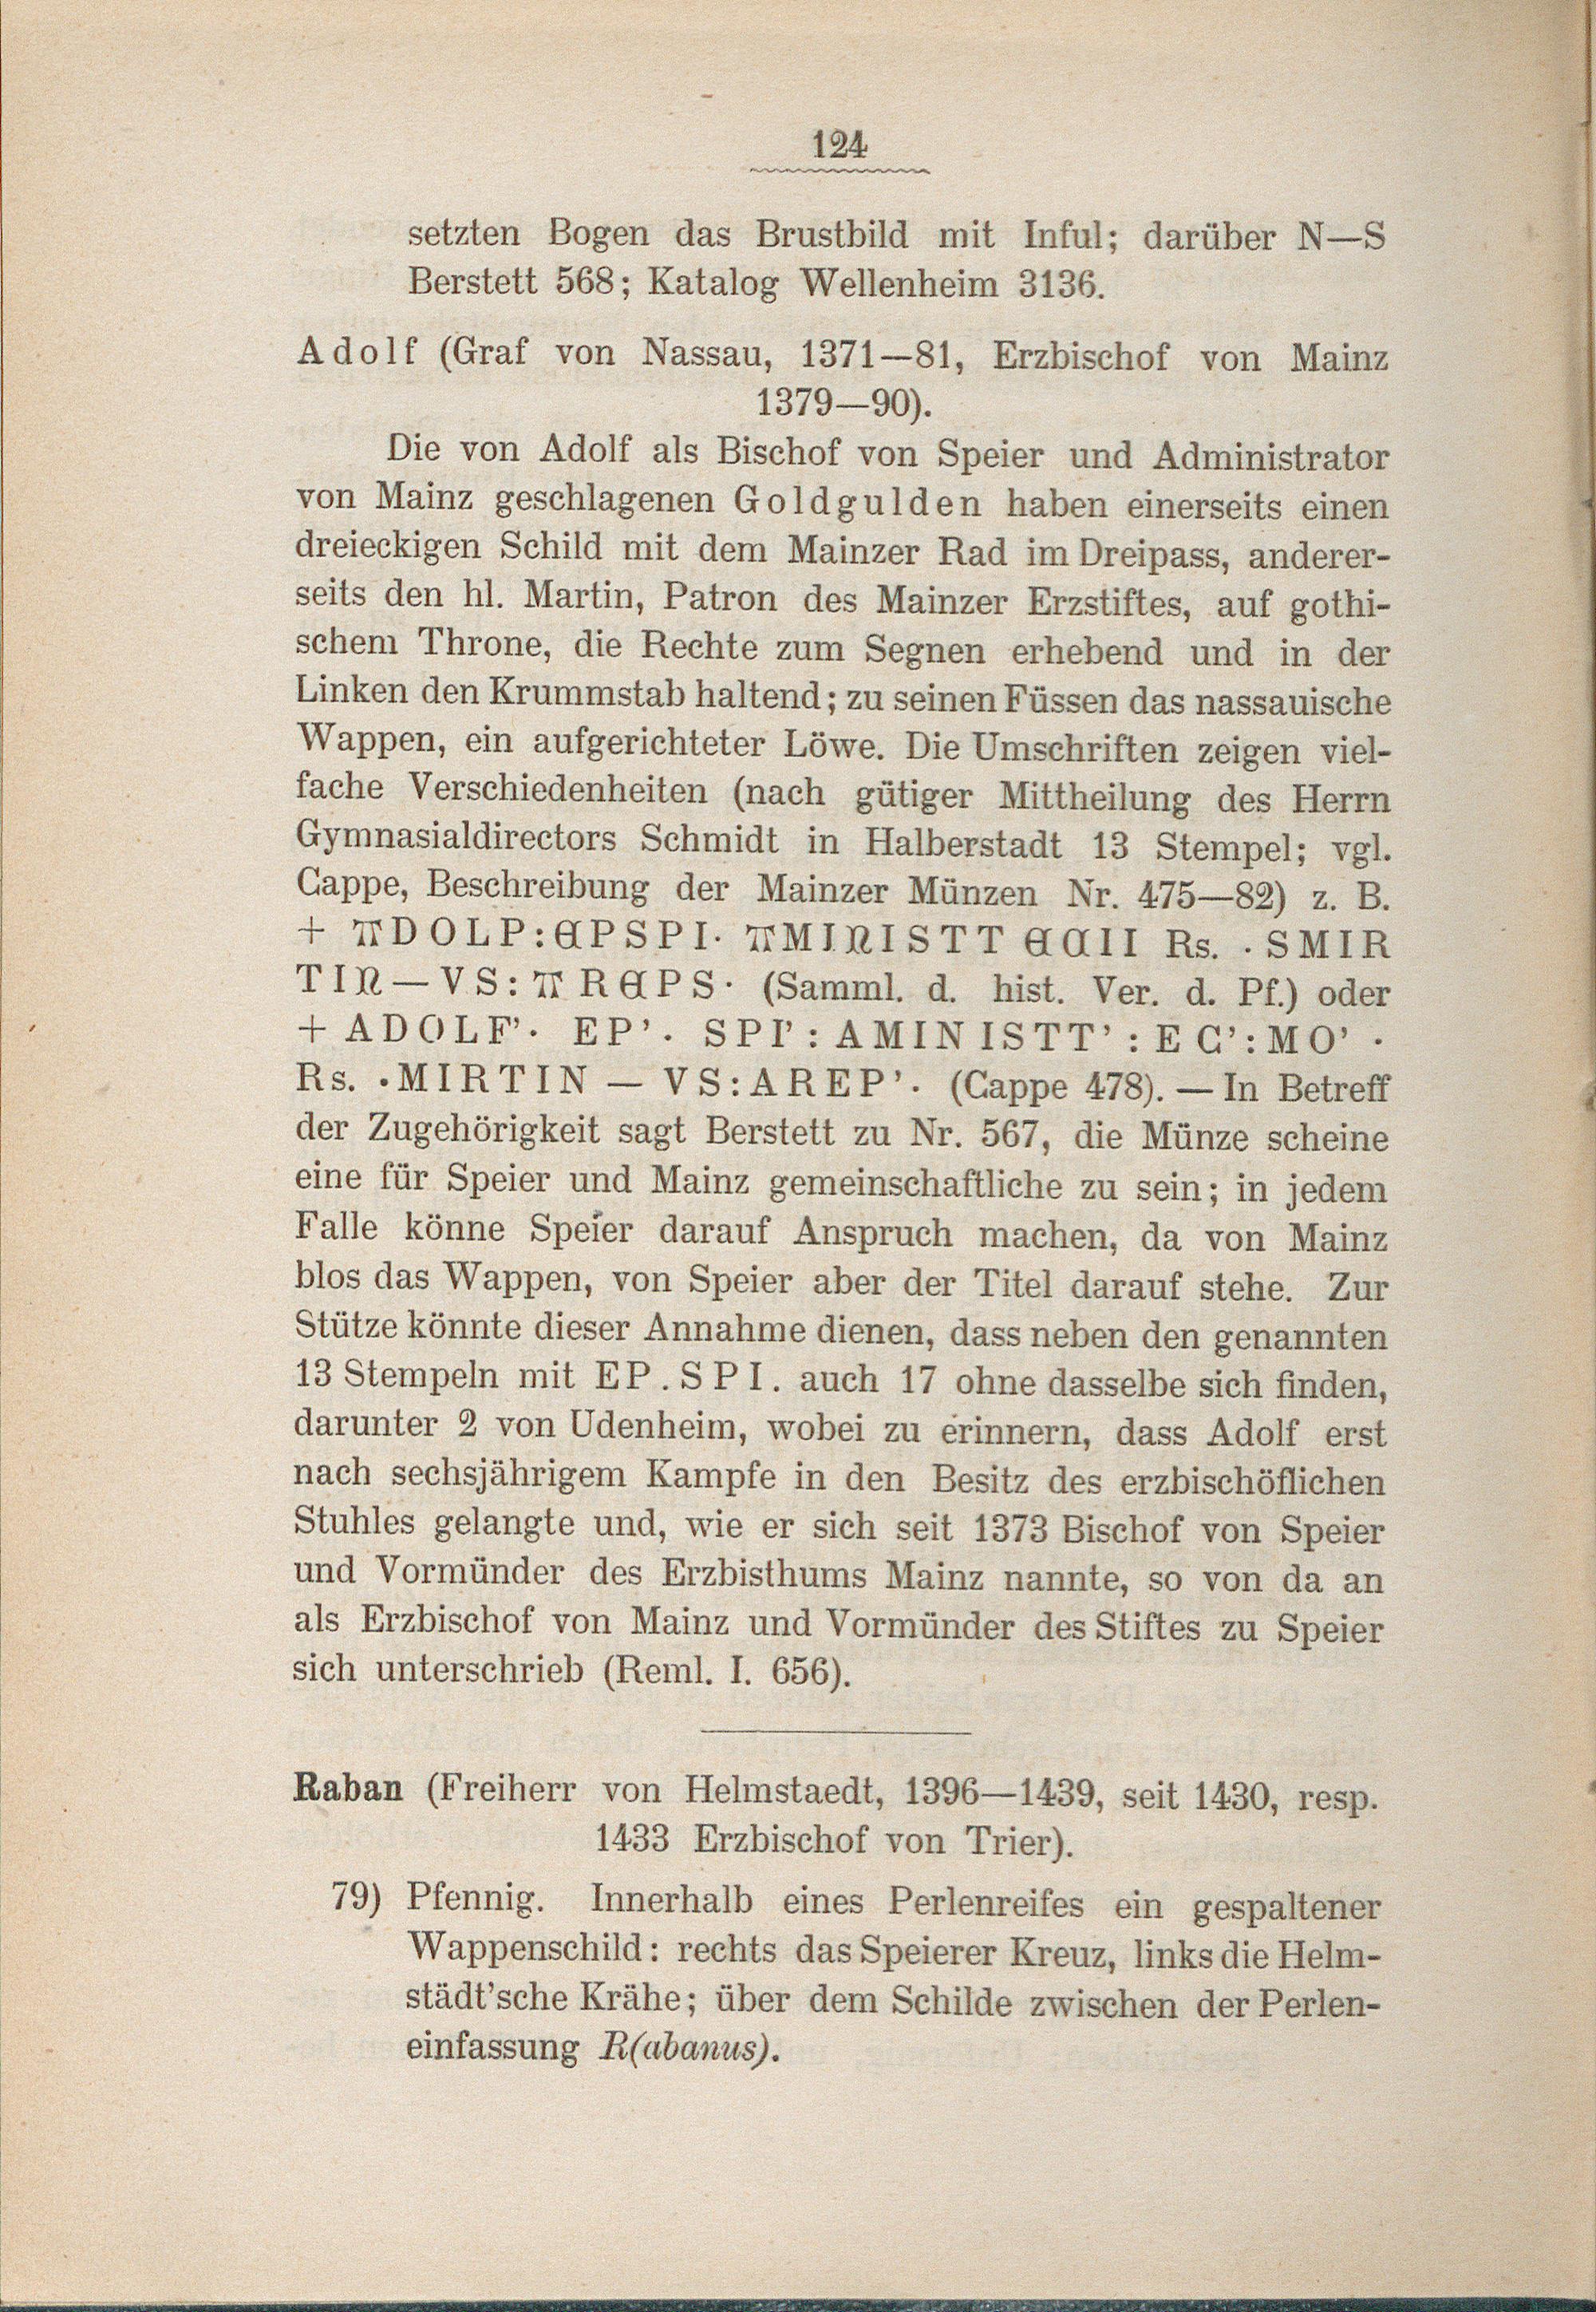 124
setzten Bogen das Brustbild mit Inful; darüber N—S
Berstett 568; Katalog Wellenheim 3136.
Adolf (Graf von Nassau, 1371—81, Erzbischof von Mainz
1379—90).
Die von Adolf als Bischof von Speier und Administrator
von Mainz geschlagenen Goldgulden haben einerseits einen
dreieckigen Schild mit dem Mainzer Rad im Dreipass, anderer-
seits den hl. Martin, Patron des Mainzer Erzstiftes, auf gothi-
schem Throne, die Rechte zum Segnen erhebend und in der
Linken den Krummstab haltend; zu seinen Füssen das nassauische
Wappen, ein aufgerichteter Löwe. Die Umschriften zeigen viel-
fache Verschiedenheiten (nach gütiger Mittheilung des Herrn
Gymnasialdirectors Schmidt in Halberstadt 13 Stempel; vgl.
Cappe, Beschreibung der Mainzer Münzen Nr. 475—82) z. B.
+ ADOLP:EPSPI· AMINISTT ECII Rs. ·SMIR
TIN—VS:AREPS· (Samml. d. hist. Ver. d. Pf.) oder
+ADOLF'· EP'· SPI':AMINISTT':EC':MO'·
Rs. ·MIRTIN — VS:AREP'· (Cappe 478). — In Betreff
der Zugehörigkeit sagt Berstett zu Nr. 567, die Münze scheine
eine für Speier und Mainz gemeinschaftliche zu sein; in jedem
Falle könne Speier darauf Anspruch machen, da von Mainz
blos das Wappen, von Speier aber der Titel darauf stehe. Zur
Stütze könnte dieser Annahme dienen, dass neben den genannten
13 Stempeln mit EP.SPI. auch 17 ohne dasselbe sich finden,
darunter 2 von Udenheim, wobei zu erinnern, dass Adolf erst
nach sechsjährigem Kampfe in den Besitz des erzbischöflichen
Stuhles gelangte und, wie er sich seit 1373 Bischof von Speier
und Vormünder des Erzbisthums Mainz nannte, so von da an
als Erzbischof von Mainz und Vormünder des Stiftes zu Speier
sich unterschrieb (Reml. I. 656).
Raban (Freiherr von Helmstaedt, 1396—1439, seit 1430, resp.
1433 Erzbischof von Trier).
79) Pfennig. Innerhalb eines Perlenreifes ein gespaltener
Wappenschild: rechts das Speierer Kreuz, links die Helm-
städt'sche Krähe; über dem Schilde zwischen der Perlen-
einfassung R(abanus).